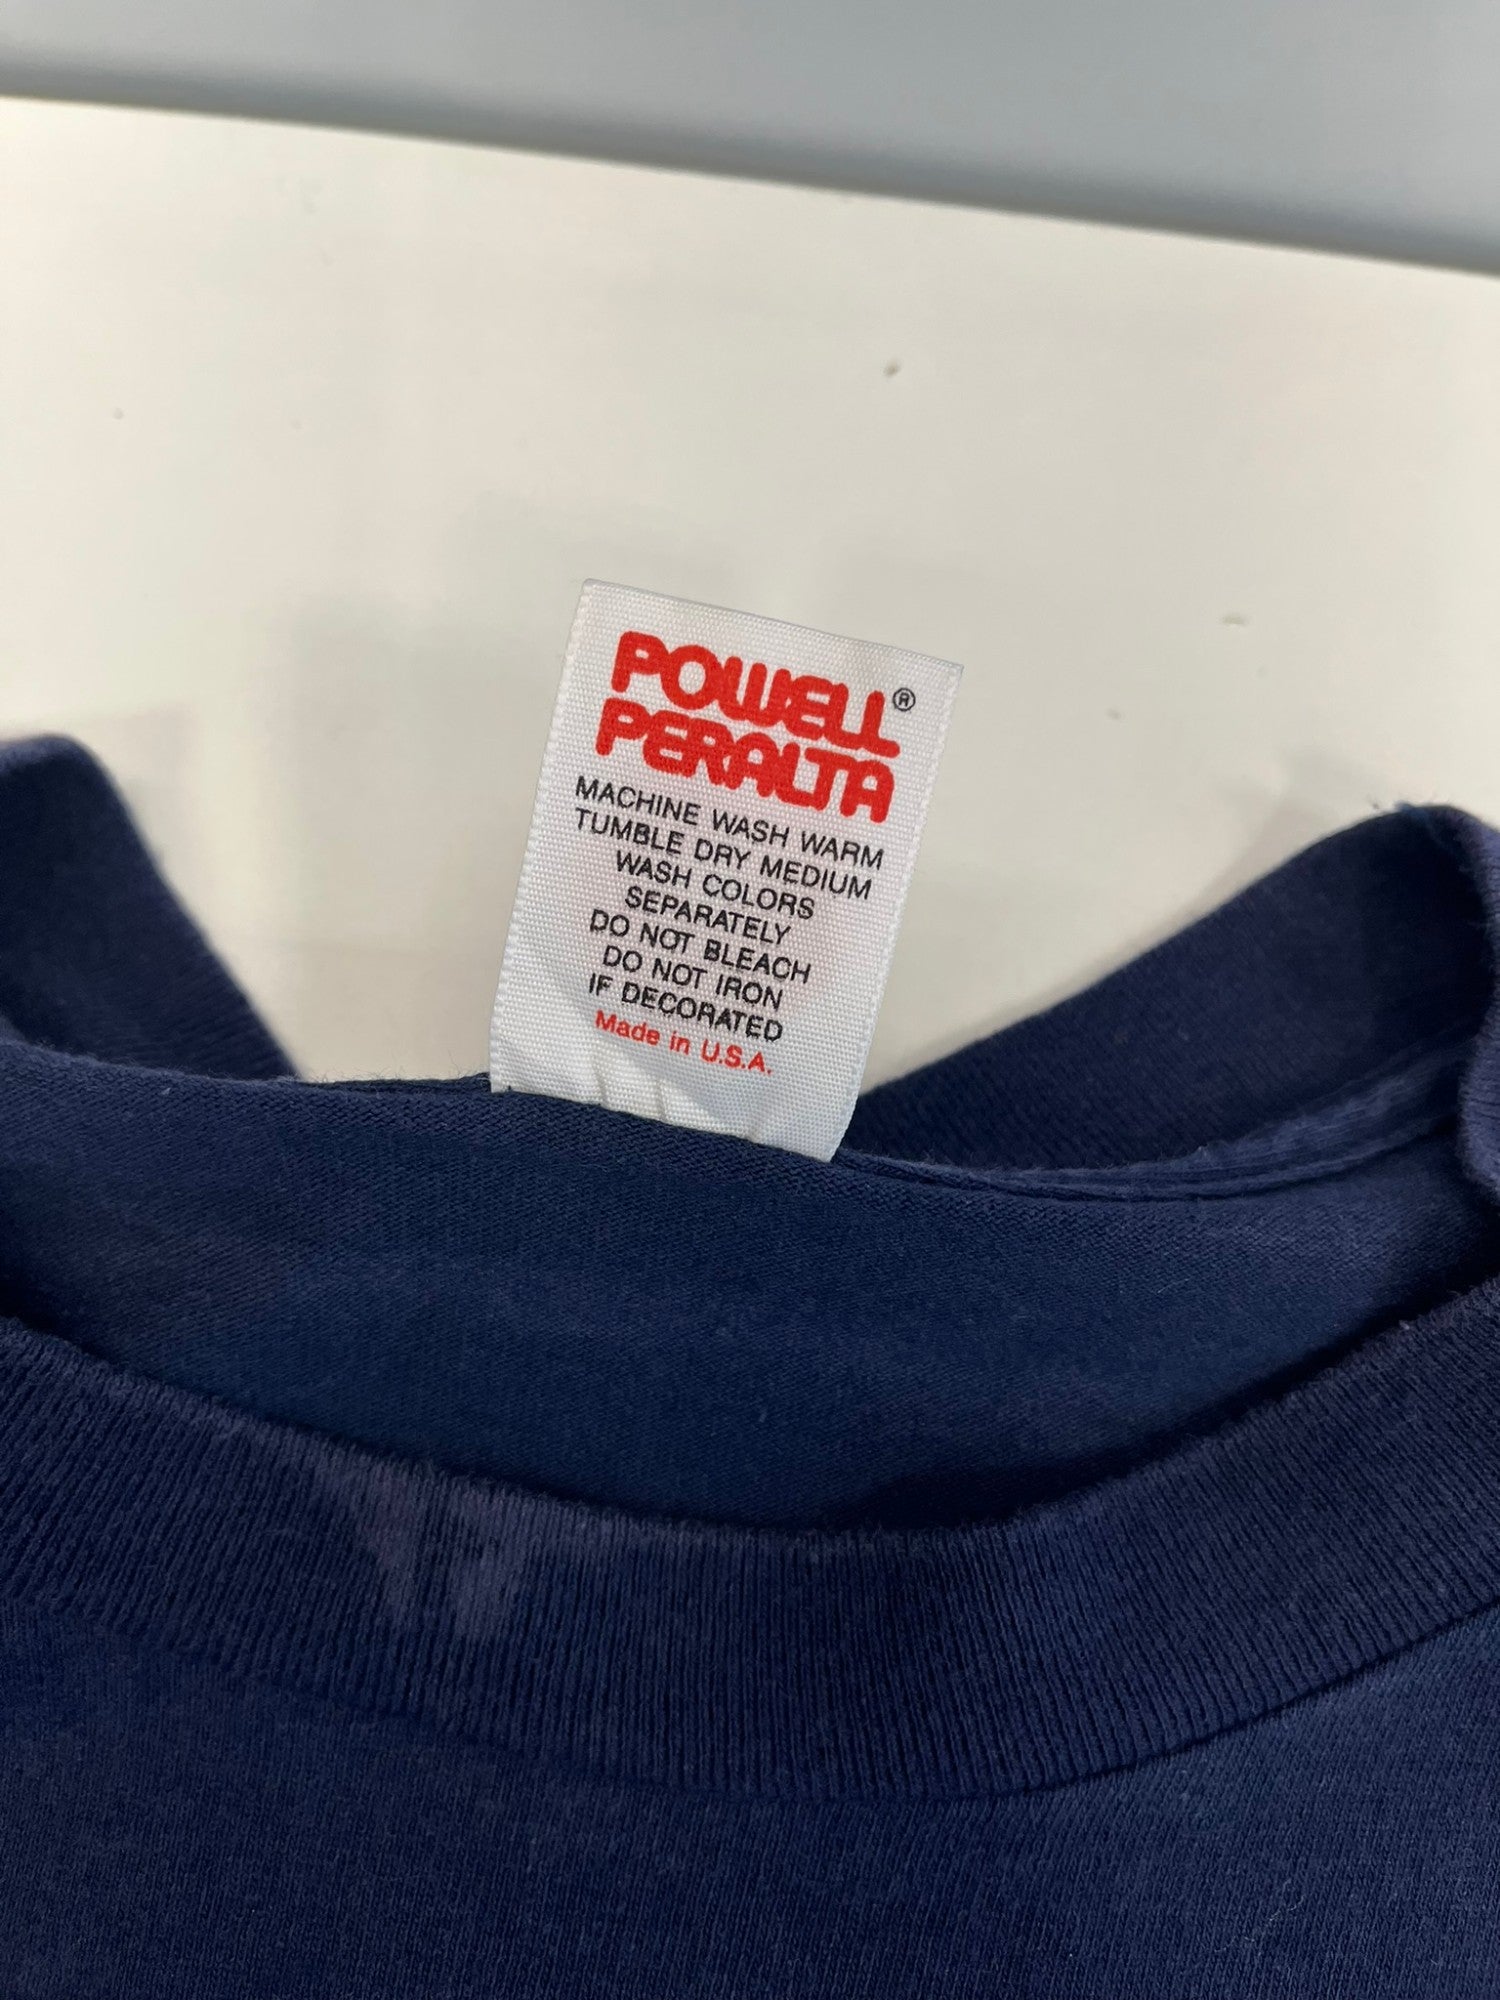 POWELL®
PERALTA
MACHINE WASH WARM
TUMBLE DRY MEDIUM
WASH COLORS
SEPARATELY
DO NOT BLEACH
DO NOT IRON
IF DECORATED
Made in U.S.A.